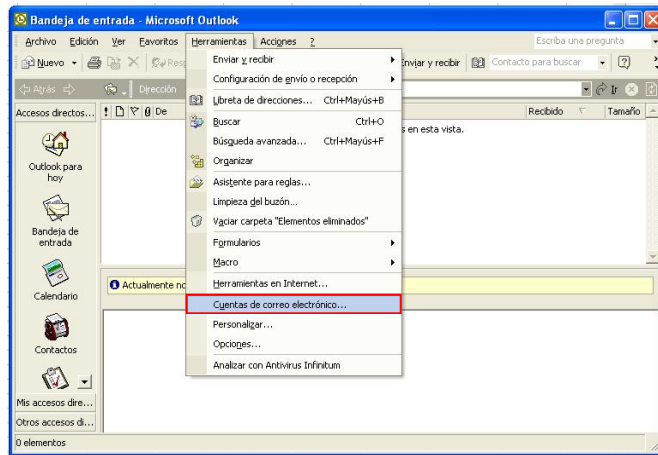 Bandeja de entrada - Microsoft Outlook
Archivo Edición Ver Favoritos Herramientas Acciones ?
Escriba una pregunta
Nuevo
Enviar y recibir
Contacto para buscar
Atrás
Dirección
Ir
Accesos directos...
! De
Recibido
Tamaño
en esta vista.
Outlook para
hoy
Bandeja de
entrada
Calendario
Contactos
Mis accesos dire...
Otros accesos di...
Enviar y recibir
Configuración de envío o recepción
Libreta de direcciones... Ctrl+Mayús+B
Buscar Ctrl+O
Búsqueda avanzada... Ctrl+Mayús+F
Organizar
Asistente para reglas...
Limpieza del buzón...
Vaciar carpeta "Elementos eliminados"
Formularios
Macro
Herramientas en Internet...
Cuentas de correo electrónico...
Personalizar...
Opciones...
Analizar con Antivirus Infinitum
Actualmente no
0 elementos